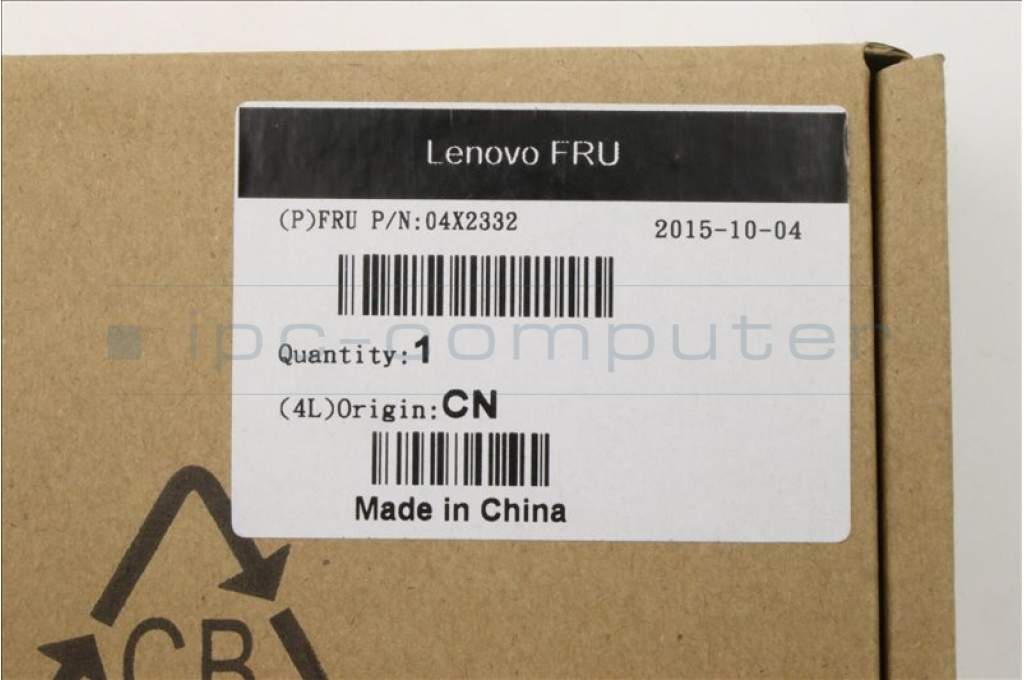 Lenovo FRU
(P)FRU P/N:04X2332
2015-10-04
ipc-computer
Quantity:1
(4L)Origin:CN
Made in China
CB